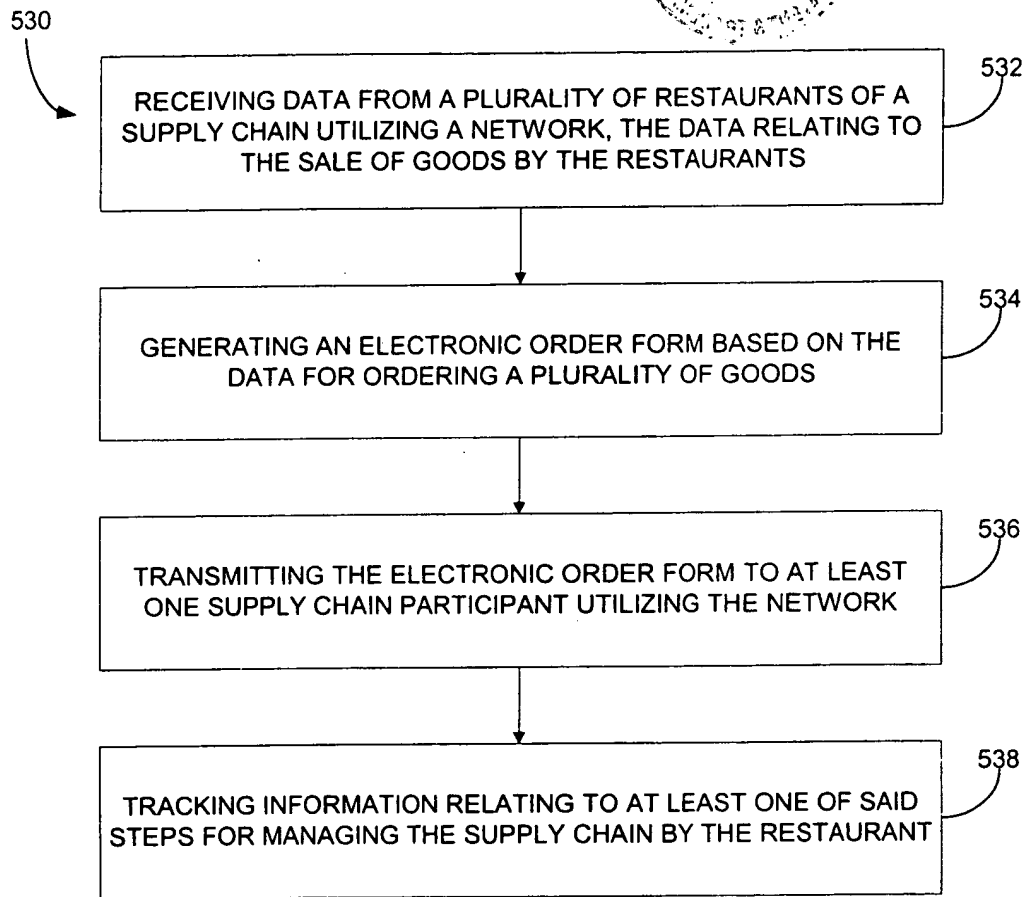 530
532
RECEIVING DATA FROM A PLURALITY OF RESTAURANTS OF A
SUPPLY CHAIN UTILIZING A NETWORK, THE DATA RELATING TO
THE SALE OF GOODS BY THE RESTAURANTS
534
GENERATING AN ELECTRONIC ORDER FORM BASED ON THE
DATA FOR ORDERING A PLURALITY OF GOODS
536
TRANSMITTING THE ELECTRONIC ORDER FORM TO AT LEAST
ONE SUPPLY CHAIN PARTICIPANT UTILIZING THE NETWORK
538
TRACKING INFORMATION RELATING TO AT LEAST ONE OF SAID
STEPS FOR MANAGING THE SUPPLY CHAIN BY THE RESTAURANT